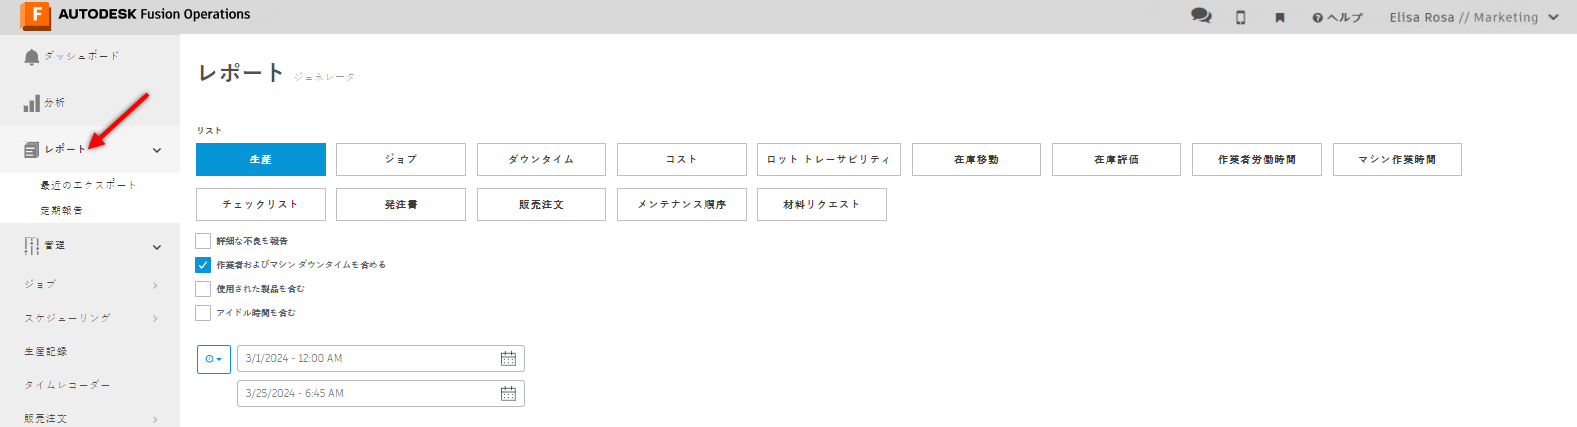 AUTODESK Fusion Operations
ヘルプ
Elisa Rosa // Marketing
ダッシュボード
分析
レポート
最近のエクスポート
定期報告
管理
ジョブ
スケジューリング
生産記録
タイムレコーダー
販売注文
レポート ジェネレータ
リスト
生産 ジョブ ダウンタイム コスト ロット トレーサビリティ 在庫移動 在庫評価 作業者労働時間 マシン作業時間
チェックリスト 発注書 販売注文 メンテナンス順序 材料リクエスト
詳細な不良を報告
作業者およびマシン ダウンタイムを含める
使用された製品を含む
アイドル時間を含む
3/1/2024 - 12:00 AM
3/25/2024 - 6:45 AM